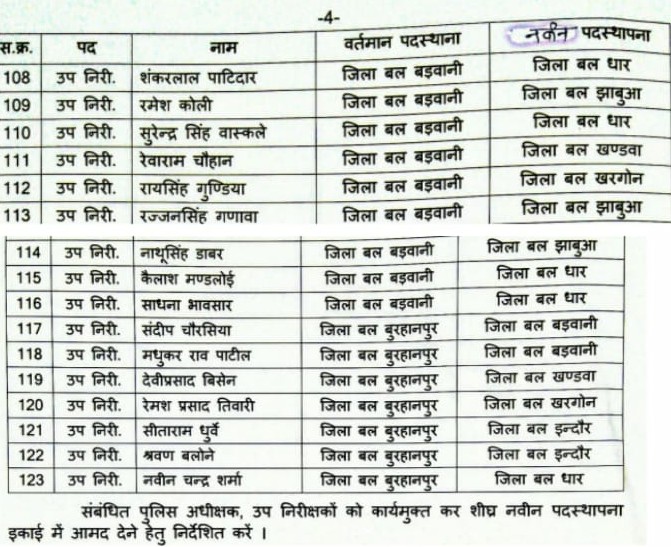 -4-
स.क्र. पद नाम वर्तमान पदस्थाना नवीन पदस्थापना
108 उप निरी. शंकरलाल पाटिदार जिला बल बड़वानी जिला बल धार
109 उप निरी. रमेश कोली जिला बल बड़वानी जिला बल झाबुआ
110 उप निरी. सुरेन्द्र सिंह वास्कले जिला बल बड़वानी जिला बल धार
111 उप निरी. रेवाराम चौहान जिला बल बड़वानी जिला बल खण्डवा
112 उप निरी. रायसिंह गुण्डिया जिला बल बड़वानी जिला बल खरगोन
113 उप निरी. रज्जनसिंह गणावा जिला बल बड़वानी जिला बल झाबुआ
114 उप निरी. नाथूसिंह डाबर जिला बल बड़वानी जिला बल झाबुआ
115 उप निरी. कैलाश मण्डलोई जिला बल बड़वानी जिला बल धार
116 उप निरी. साधना भावसार जिला बल बड़वानी जिला बल धार
117 उप निरी. संदीप चौरसिया जिला बल बुरहानपुर जिला बल बड़वानी
118 उप निरी. मधुकर राव पाटील जिला बल बुरहानपुर जिला बल बड़वानी
119 उप निरी. देवीप्रसाद बिसेन जिला बल बुरहानपुर जिला बल खण्डवा
120 उप निरी. रेमश प्रसाद तिवारी जिला बल बुरहानपुर जिला बल खरगोन
121 उप निरी. सीताराम धुर्वे जिला बल बुरहानपुर जिला बल इन्दौर
122 उप निरी. श्रवण बलोने जिला बल बुरहानपुर जिला बल इन्दौर
123 उप निरी. नवीन चन्द्र शर्मा जिला बल बुरहानपुर जिला बल धार
संबंधित पुलिस अधीक्षक, उप निरीक्षकों को कार्यमुक्त कर शीघ्र नवीन पदस्थापना
इकाई में आमद देने हेतु निर्देशित करें ।